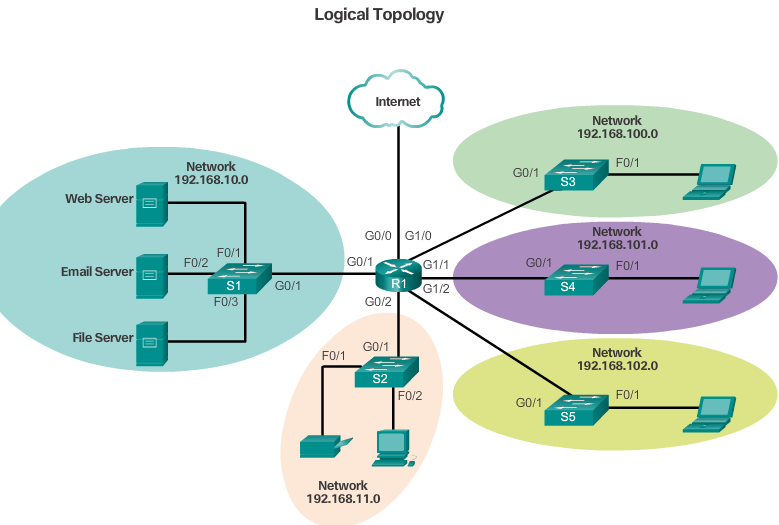 Logical Topology
Internet
Network
192.168.10.0
Web Server
Email Server
File Server
F0/1
F0/2
S1
F0/3
G0/1
G0/1
G0/0
G1/0
R1
G1/1
G1/2
G0/2
Network
192.168.100.0
G0/1
S3
F0/1
Network
192.168.101.0
G0/1
S4
F0/1
Network
192.168.102.0
G0/1
S5
F0/1
G0/1
F0/1
S2
F0/2
Network
192.168.11.0